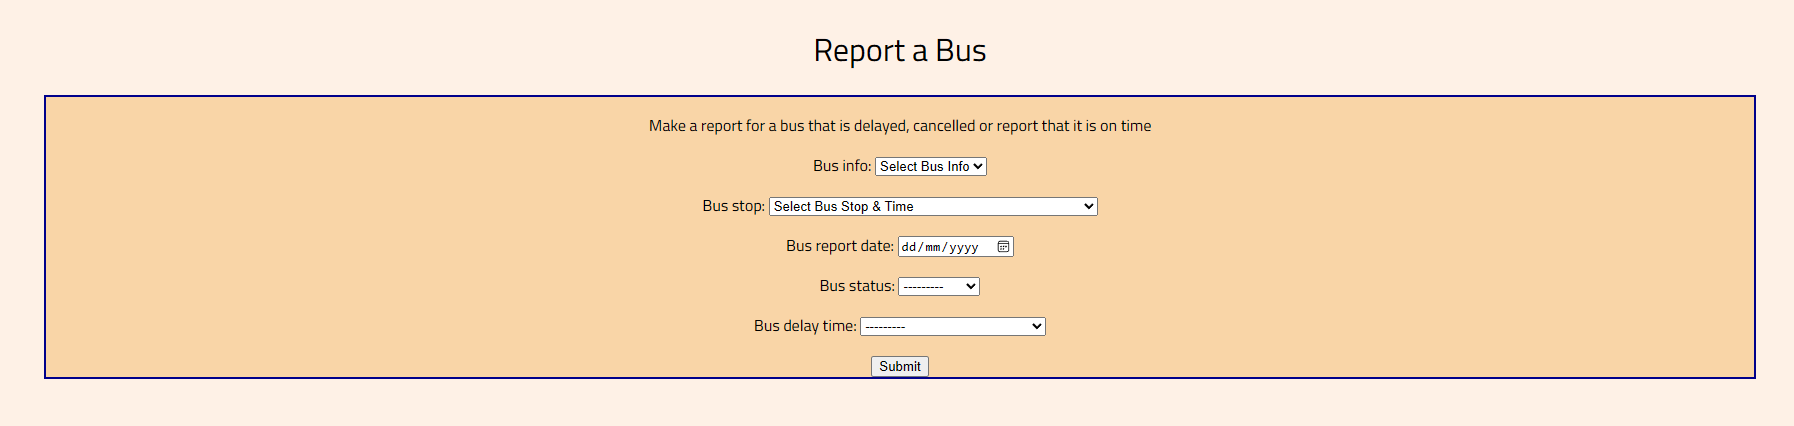 Report a Bus
Make a report for a bus that is delayed, cancelled or report that it is on time
Bus info: Select Bus Info
Bus stop: Select Bus Stop & Time
Bus report date: dd/mm/yyyy
Bus status: ---------
Bus delay time: ---------
Submit